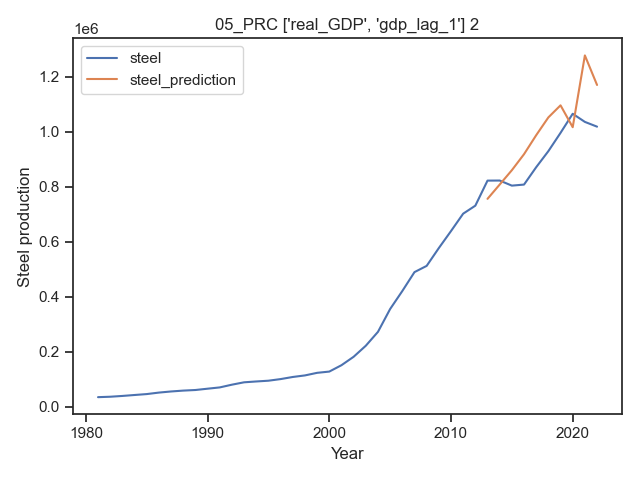 05_PRC ['real_GDP', 'gdp_lag_1'] 2
1e6
steel
steel_prediction
1.2
1.0
0.8
0.6
0.4
0.2
0.0
Steel production
1980 1990 2000 2010 2020
Year